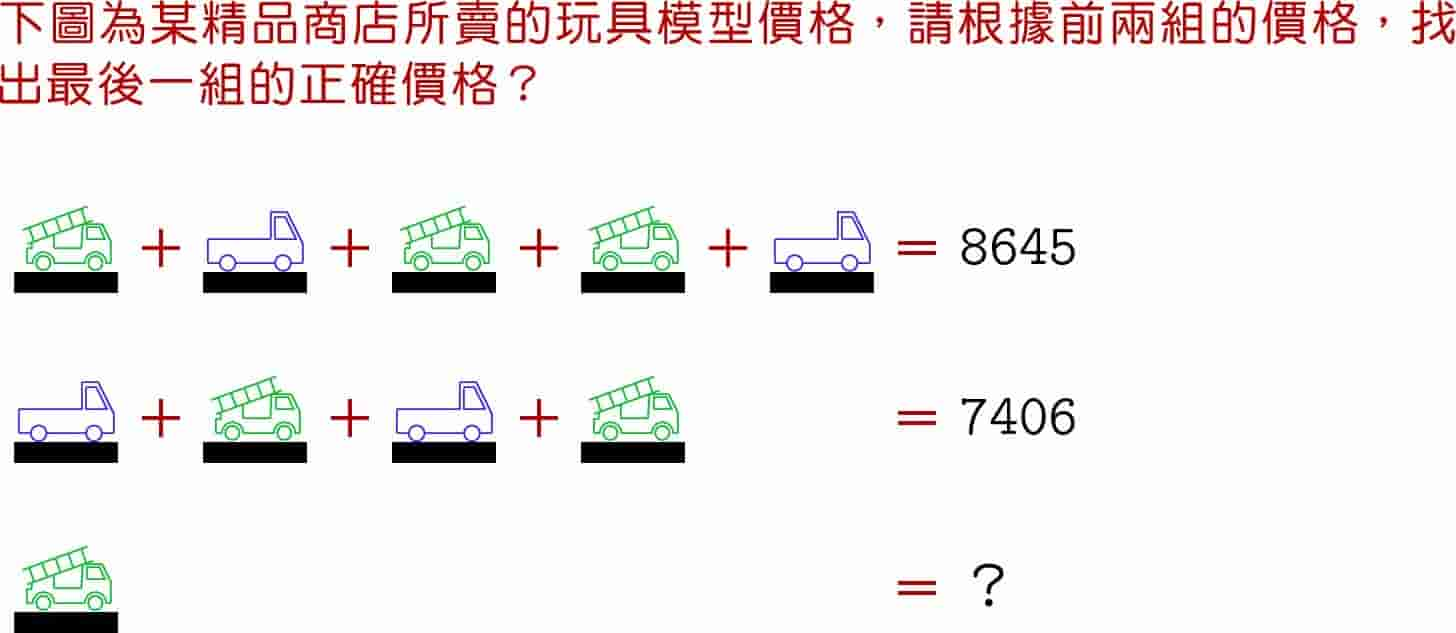 下圖為某精品商店所賣的玩具模型價格，請根據前兩組的價格，找
出最後一組的正確價格？
+ + + + = 8645
+ + + = 7406
= ?